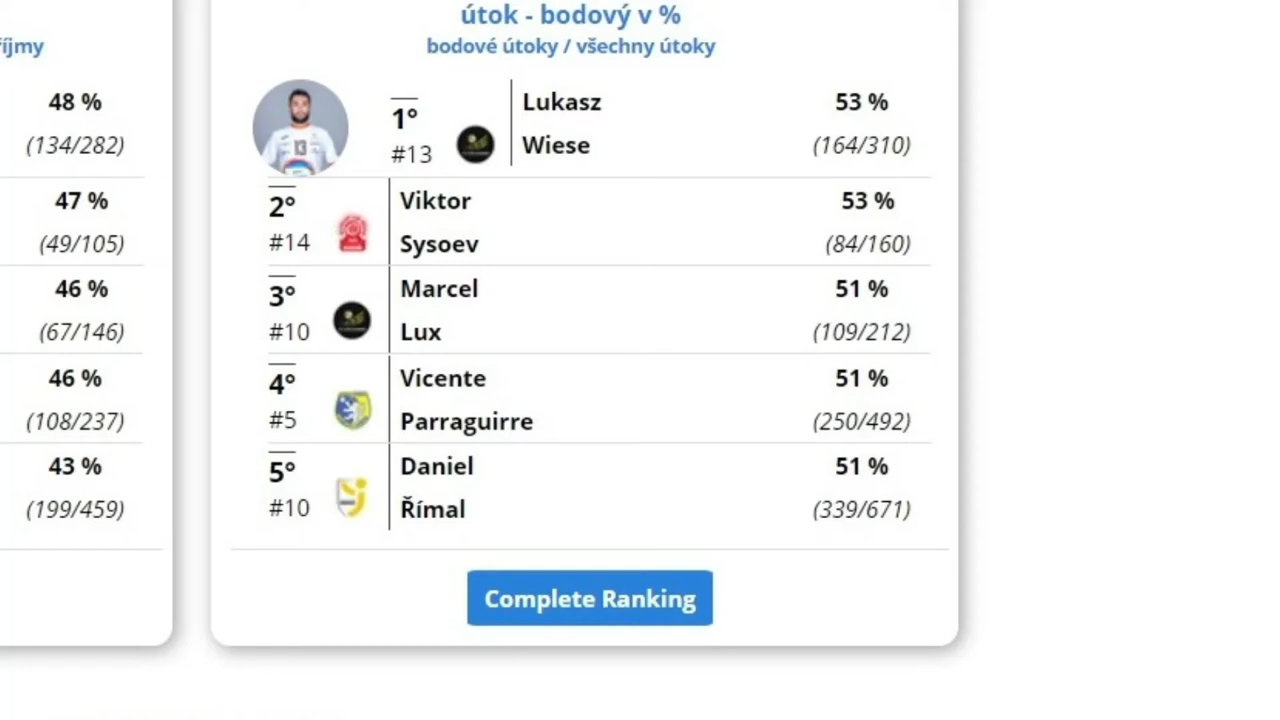 říjmy
48 %
(134/282)
47 %
(49/105)
46 %
(67/146)
46 %
(108/237)
43 %
(199/459)
útok - bodový v %
bodové útoky / všechny útoky
1°
#13
Lukasz
Wiese
53 %
(164/310)
2°
#14
Viktor
Sysoev
53 %
(84/160)
3°
#10
Marcel
Lux
51 %
(109/212)
4°
#5
Vicente
Parraguirre
51 %
(250/492)
5°
#10
Daniel
Římal
51 %
(339/671)
Complete Ranking